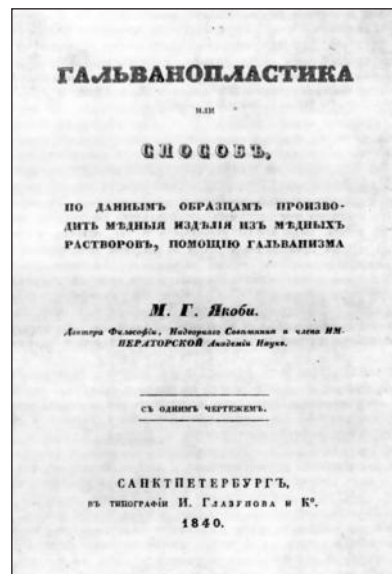 ГАЛЬВАНОПЛАСТИКА
ИЛИ
СПОСОБЪ,
ПО ДАННЫМЪ ОБРАЗЦАМЪ ПРОИЗВО-
ДИТЬ МѢДНЫЯ ИЗДѢЛІЯ ИЗЪ МѢДНЫХЪ
РАСТВОРОВЪ, ПОМОЩІЮ ГАЛЬВАНИЗМА
М. Г. Якоби.
Доктора Философіи, Надворнаго Совѣтника и члена ИМ-
ПЕРАТОРСКОЙ Академіи Наукъ.
СЪ ОДНИМЪ ЧЕРТЕЖЕМЪ.
САНКТПЕТЕРБУРГЪ,
ВЪ ТИПОГРАФІИ И. ГЛАЗУНОВА И Кº.
1840.